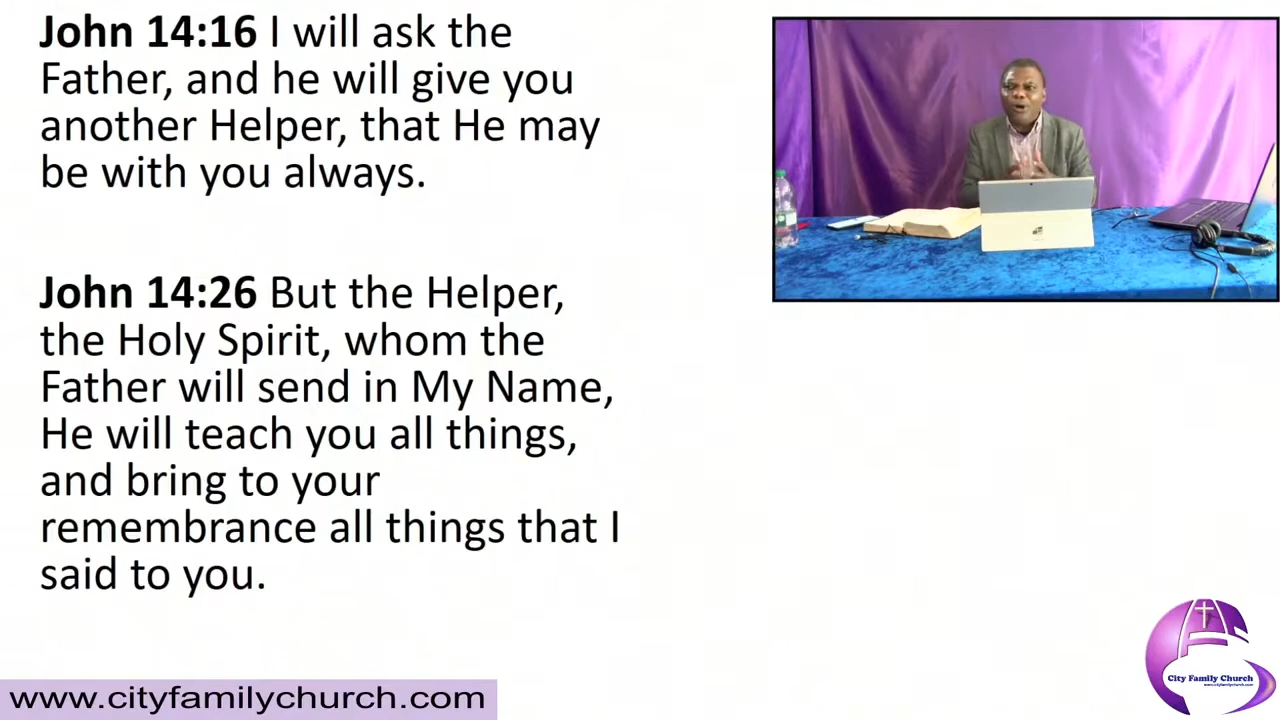 John 14:16 I will ask the
Father, and he will give you
another Helper, that He may
be with you always.
John 14:26 But the Helper,
the Holy Spirit, whom the
Father will send in My Name,
He will teach you all things,
and bring to your
remembrance all things that I
said to you.
City Family Church
www.cityfamilychurch.com
www.cityfamilychurch.com